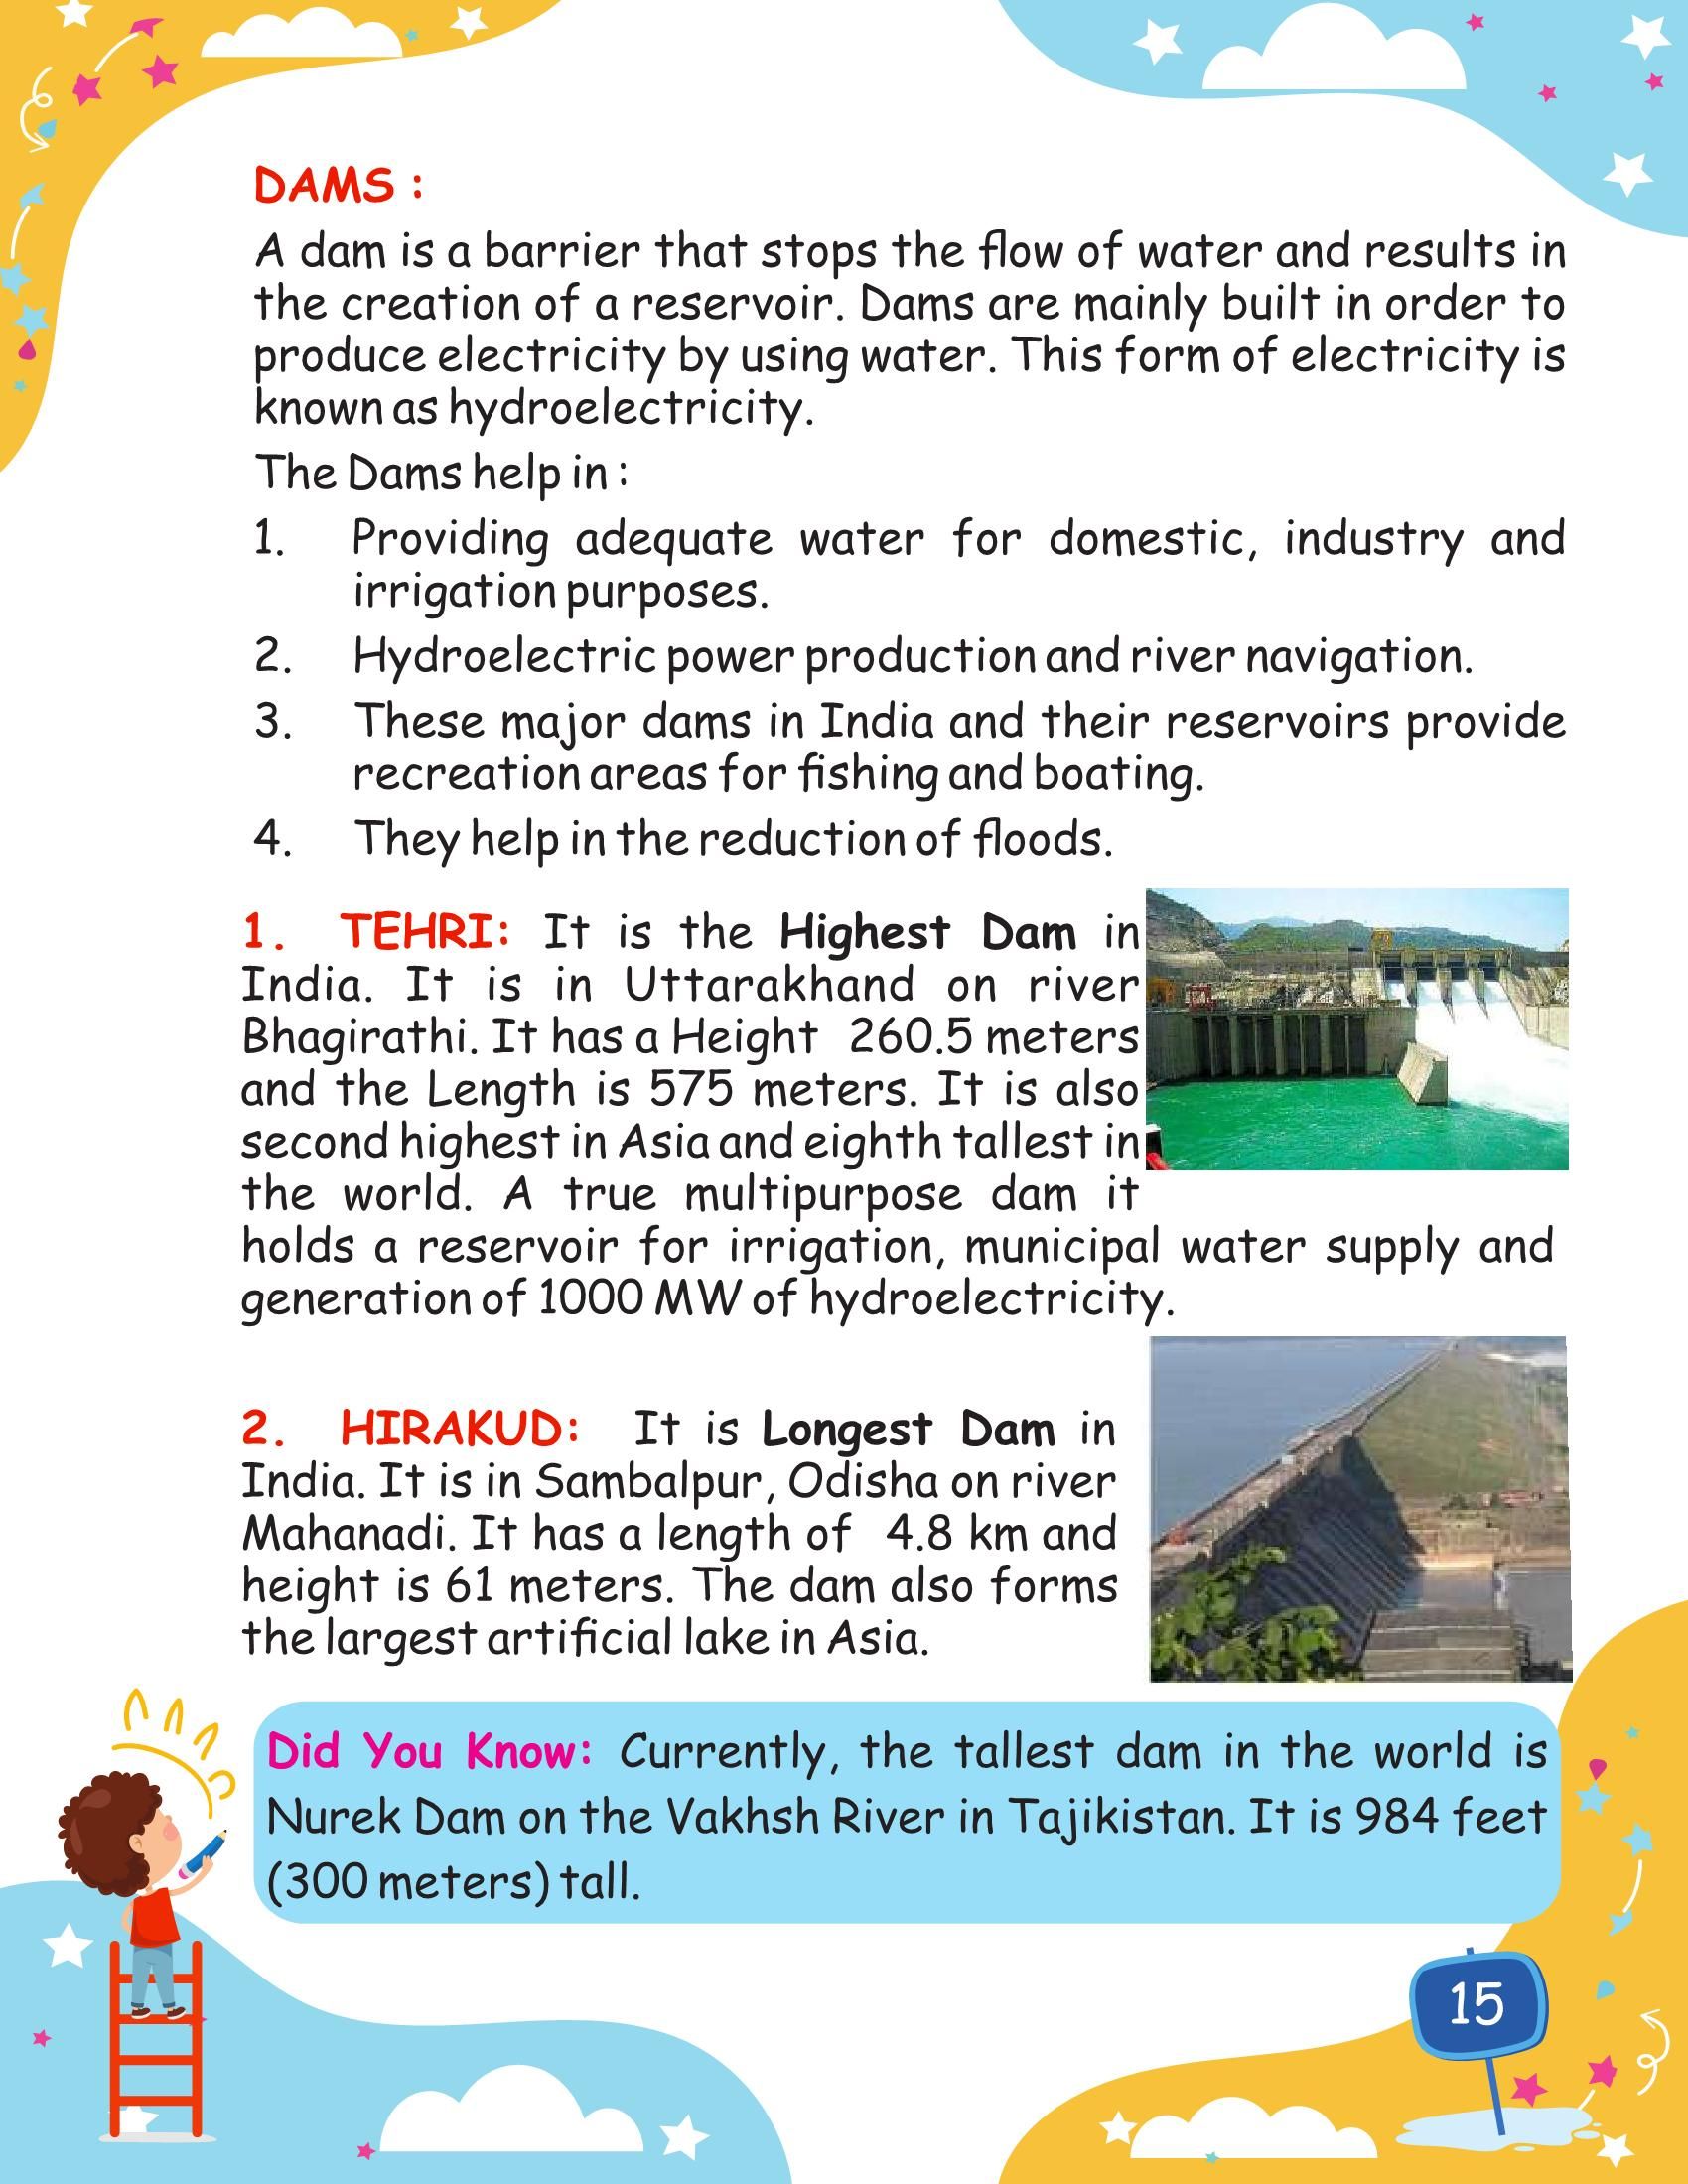 DAMS :
A dam is a barrier that stops the flow of water and results in
the creation of a reservoir. Dams are mainly built in order to
produce electricity by using water. This form of electricity is
known as hydroelectricity.
The Dams help in :
1. Providing adequate water for domestic, industry and
irrigation purposes.
2. Hydroelectric power production and river navigation.
3. These major dams in India and their reservoirs provide
recreation areas for fishing and boating.
4. They help in the reduction of floods.
1. TEHRI: It is the Highest Dam in
India. It is in Uttarakhand on river
Bhagirathi. It has a Height 260.5 meters
and the Length is 575 meters. It is also
second highest in Asia and eighth tallest in
the world. A true multipurpose dam it
holds a reservoir for irrigation, municipal water supply and
generation of 1000 MW of hydroelectricity.
2. HIRAKUD: It is Longest Dam in
India. It is in Sambalpur, Odisha on river
Mahanadi. It has a length of 4.8 km and
height is 61 meters. The dam also forms
the largest artificial lake in Asia.
Did You Know: Currently, the tallest dam in the world is
Nurek Dam on the Vakhsh River in Tajikistan. It is 984 feet
(300 meters) tall.
15